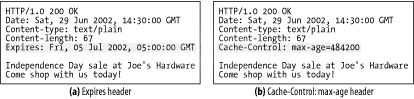 HTTP/1.0 200 OK
Date: Sat, 29 Jun 2002, 14:30:00 GMT
Content-type: text/plain
Content-length: 67
Expires: Fri, 05 Jul 2002, 05:00:00 GMT
Independence Day sale at Joe's Hardware
Come shop with us today!
(a) Expires header
HTTP/1.0 200 OK
Date: Sat, 29 Jun 2002, 14:30:00 GMT
Content-type: text/plain
Content-length: 67
Cache-Control: max-age=484200
Independence Day sale at Joe's Hardware
Come shop with us today!
(b) Cache-Control: max-age header